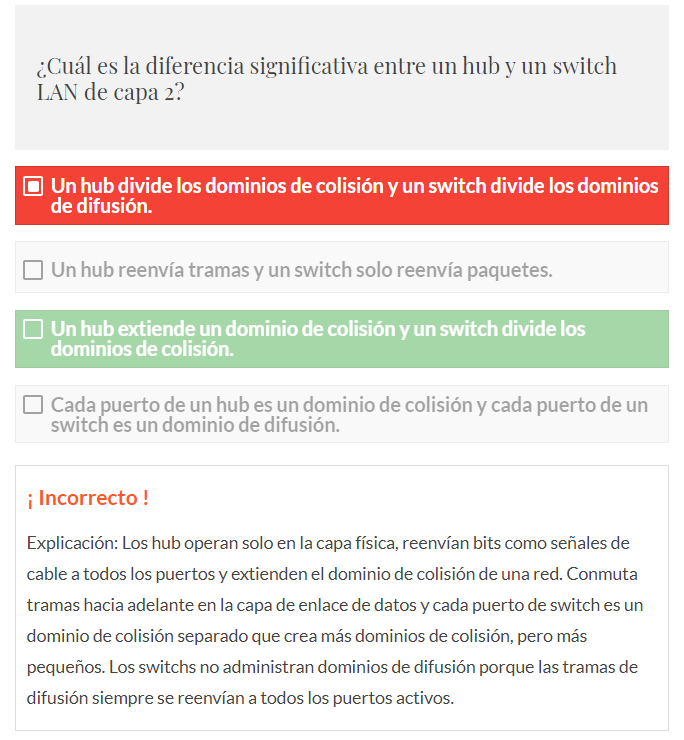 ¿Cuál es la diferencia significativa entre un hub y un switch
LAN de capa 2?
Un hub divide los dominios de colisión y un switch divide los dominios
de difusión.
Un hub reenvía tramas y un switch solo reenvía paquetes.
Un hub extiende un dominio de colisión y un switch divide los
dominios de colisión.
Cada puerto de un hub es un dominio de colisión y cada puerto de un
switch es un dominio de difusión.
¡ Incorrecto !
Explicación: Los hub operan solo en la capa física, reenvían bits como señales de
cable a todos los puertos y extienden el dominio de colisión de una red. Conmuta
tramas hacia adelante en la capa de enlace de datos y cada puerto de switch es un
dominio de colisión separado que crea más dominios de colisión, pero más
pequeños. Los switchs no administran dominios de difusión porque las tramas de
difusión siempre se reenvían a todos los puertos activos.